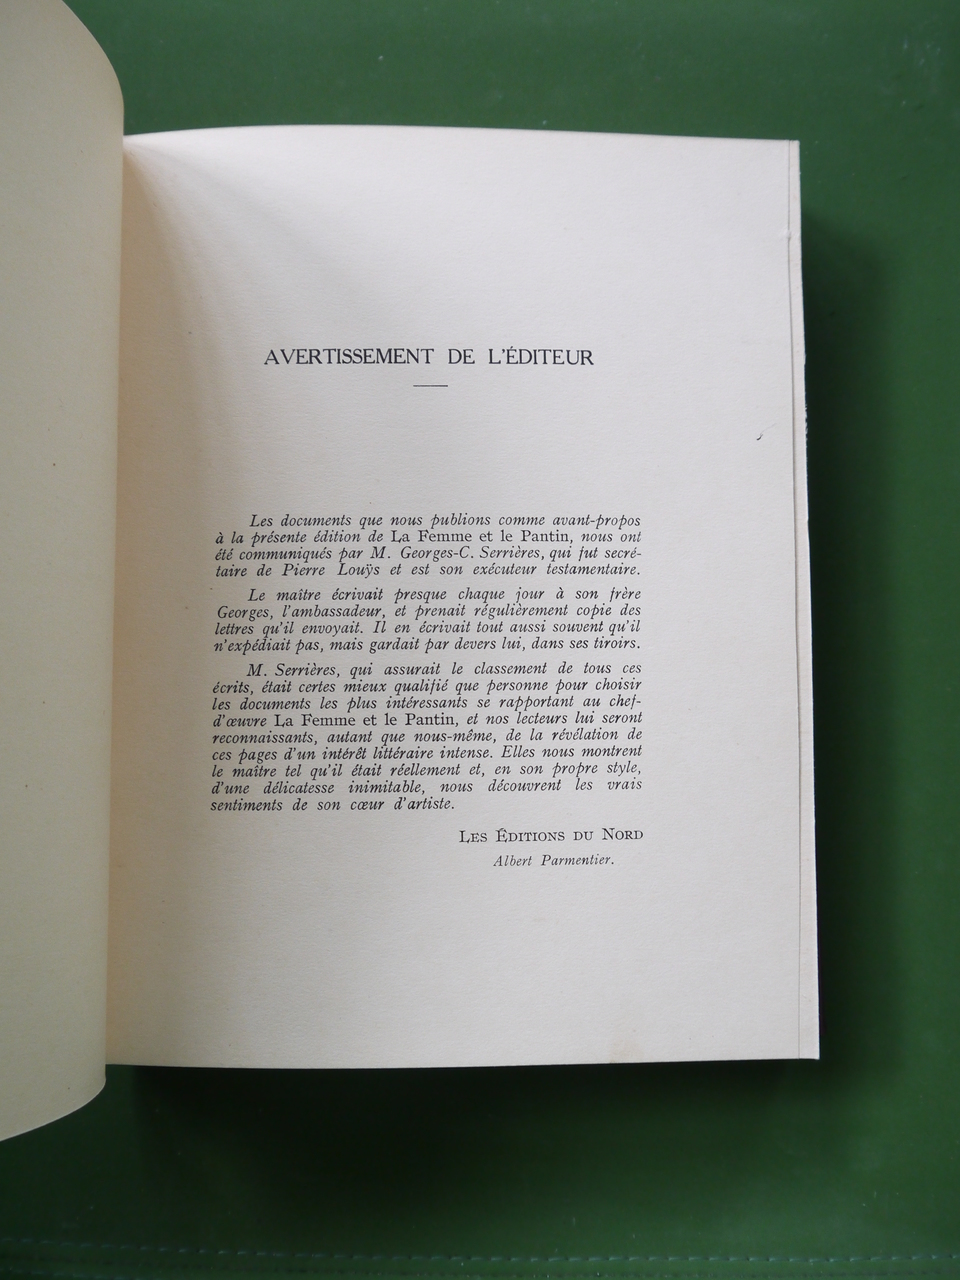 AVERTISSEMENT DE L'ÉDITEUR
Les documents que nous publions comme avant-propos
à la présente édition de La Femme et le Pantin, nous ont
été communiqués par M. Georges-C. Serrières, qui fut secré-
taire de Pierre Louÿs et est son exécuteur testamentaire.
Le maître écrivait presque chaque jour à son frère
Georges, l'ambassadeur, et prenait régulièrement copie des
lettres qu'il envoyait. Il en écrivait tout aussi souvent qu'il
n'expédiait pas, mais gardait par devers lui, dans ses tiroirs.
M. Serrières, qui assurait le classement de tous ces
écrits, était certes mieux qualifié que personne pour choisir
les documents les plus intéressants se rapportant au chef-
d'œuvre La Femme et le Pantin, et nos lecteurs lui seront
reconnaissants, autant que nous-même, de la révélation de
ces pages d'un intérêt littéraire intense. Elles nous montrent
le maître tel qu'il était réellement et, en son propre style,
d'une délicatesse inimitable, nous découvrent les vrais
sentiments de son cœur d'artiste.
Les Éditions du Nord
Albert Parmentier.